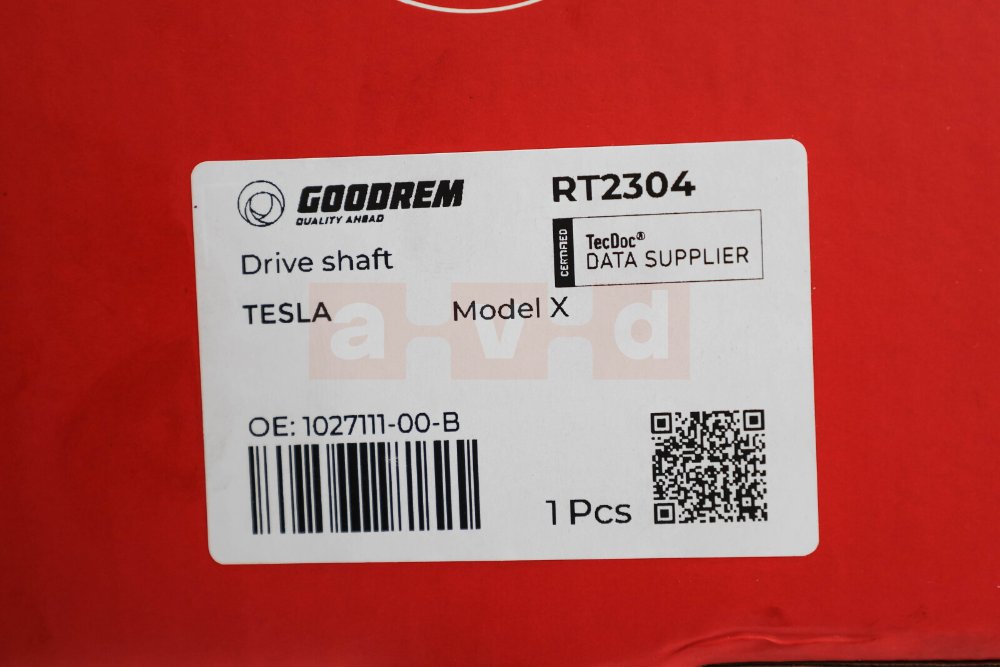 GOODREM
QUALITY AHEAD
RT2304
CERTIFIED
TecDoc®
DATA SUPPLIER
Drive shaft
TESLA Model X
a-v-d
OE: 1027111-00-B
1 Pcs